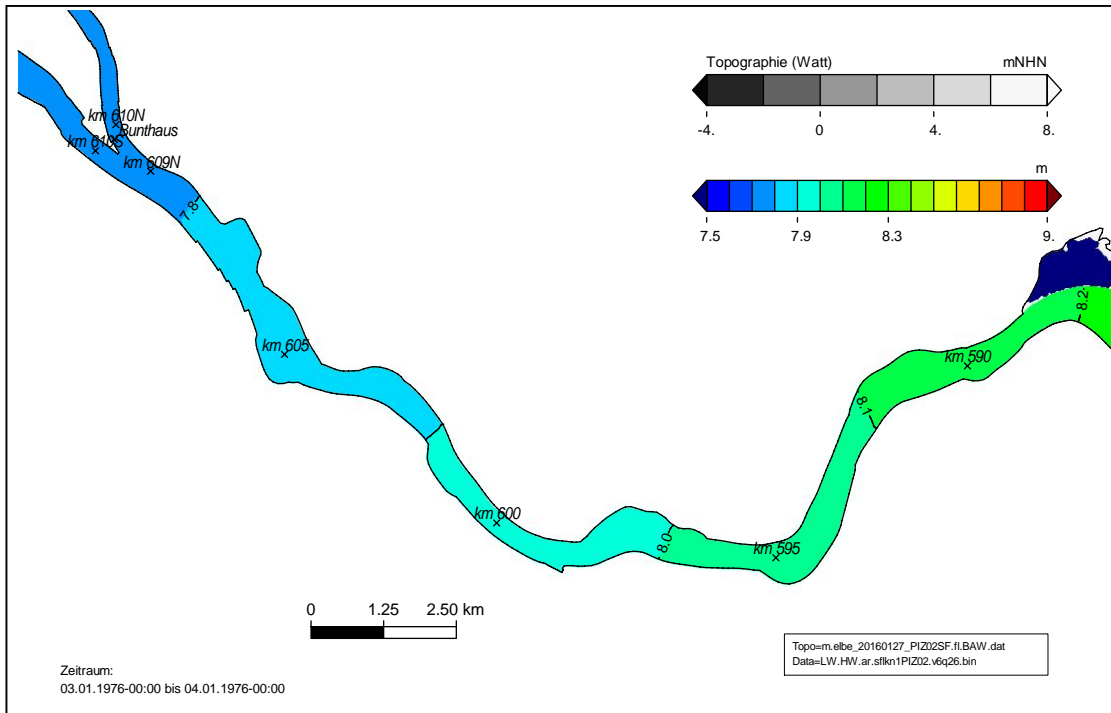 Topographie (Watt) mNHN
-4. 0 4. 8.
m
7.5 7.9 8.3 9.
km 610N
Bunthaus
km 610S
km 609N
7.8
8.2
km 605
km 590
8.1
km 600
8.0
km 595
0 1.25 2.50 km
Topo=m.elbe_20160127_PIZ02SF.fl.BAW.dat
Data=LW.HW.ar.sflkn1PIZ02.v6q26.bin
Zeitraum:
03.01.1976-00:00 bis 04.01.1976-00:00